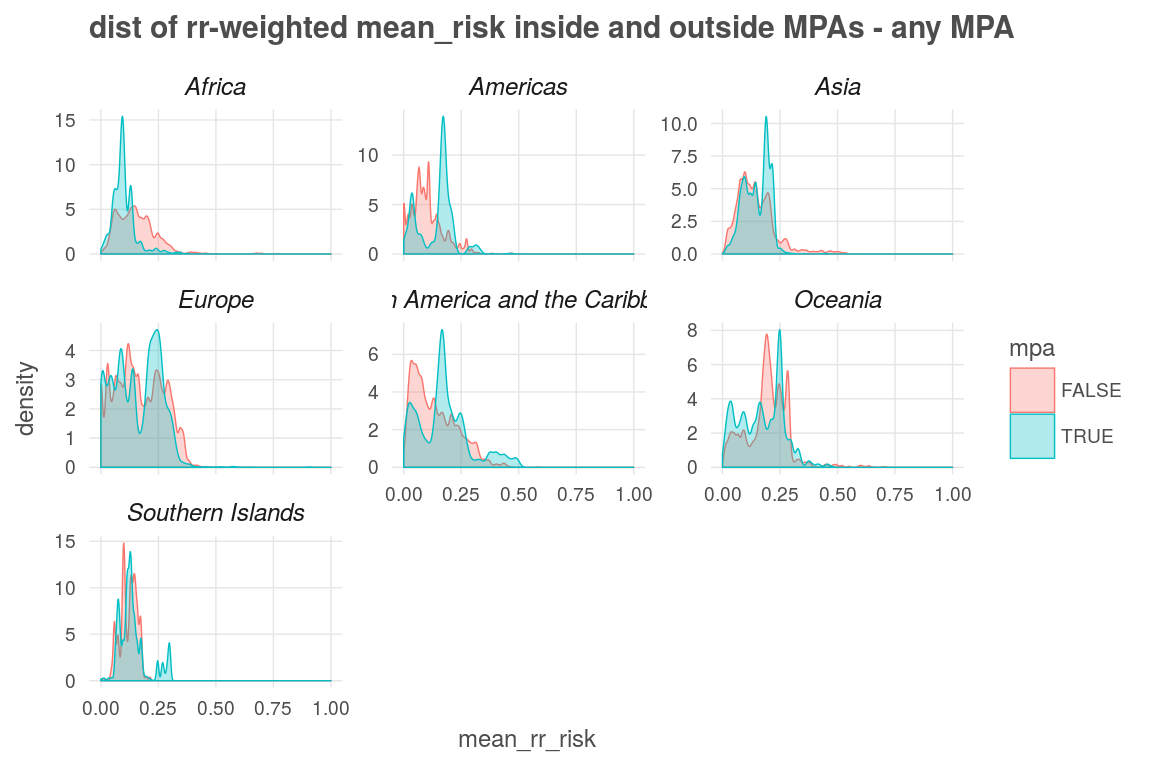 dist of rr-weighted mean_risk inside and outside MPAs - any MPA
Africa
Americas
Asia
15
10
5
0
10
5
0
10.0
7.5
5.0
2.5
0.0
Europe
America and the
Oceania
4
3
2
1
0
6
4
2
0
8
6
4
2
0
0.00 0.25 0.50 0.75 1.00
0.00 0.25 0.50 0.75 1.00
Southern Islands
15
10
5
0
0.00 0.25 0.50 0.75 1.00
density
mean_rr_risk
mpa
FALSE
TRUE